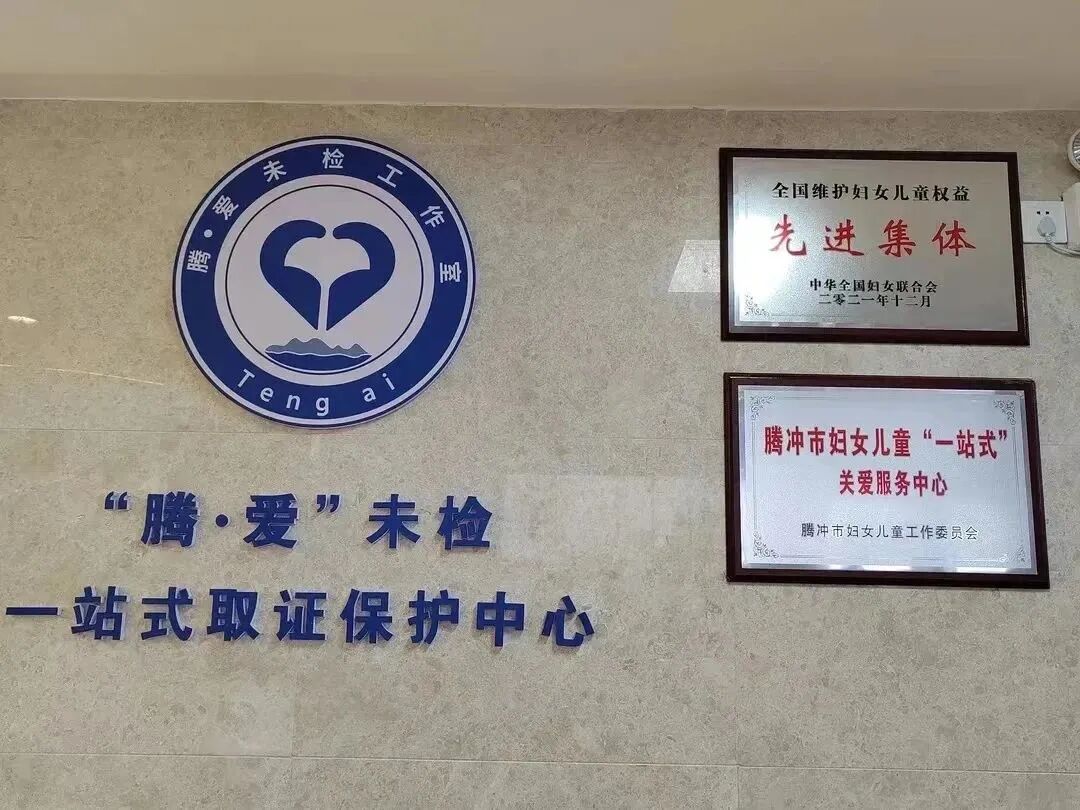 腾·爱未检工作室
Teng ai
“腾·爱”未检
一站式取证保护中心
全国维护妇女儿童权益
先进集体
中华全国妇女联合会
二零二一年十二月
腾冲市妇女儿童“一站式”
关爱服务中心
腾冲市妇女儿童工作委员会